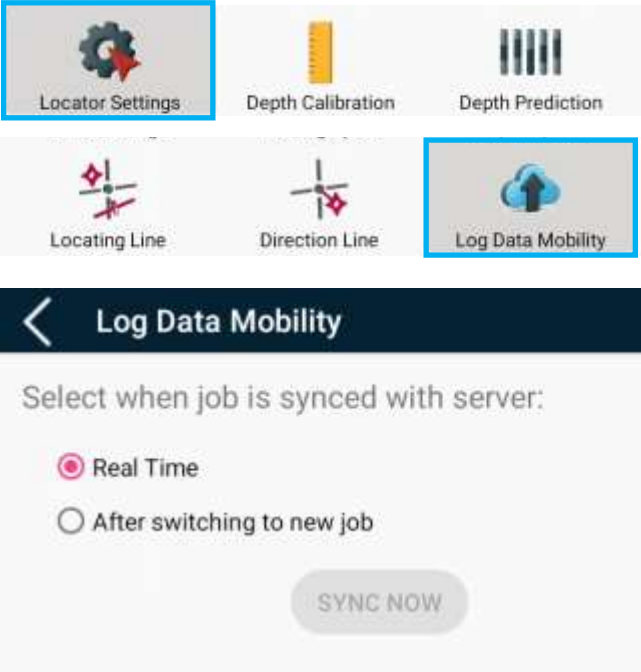 Locator Settings Depth Calibration Depth Prediction
Locating Line Direction Line Log Data Mobility
Log Data Mobility
Select when job is synced with server:
Real Time
After switching to new job
SYNC NOW